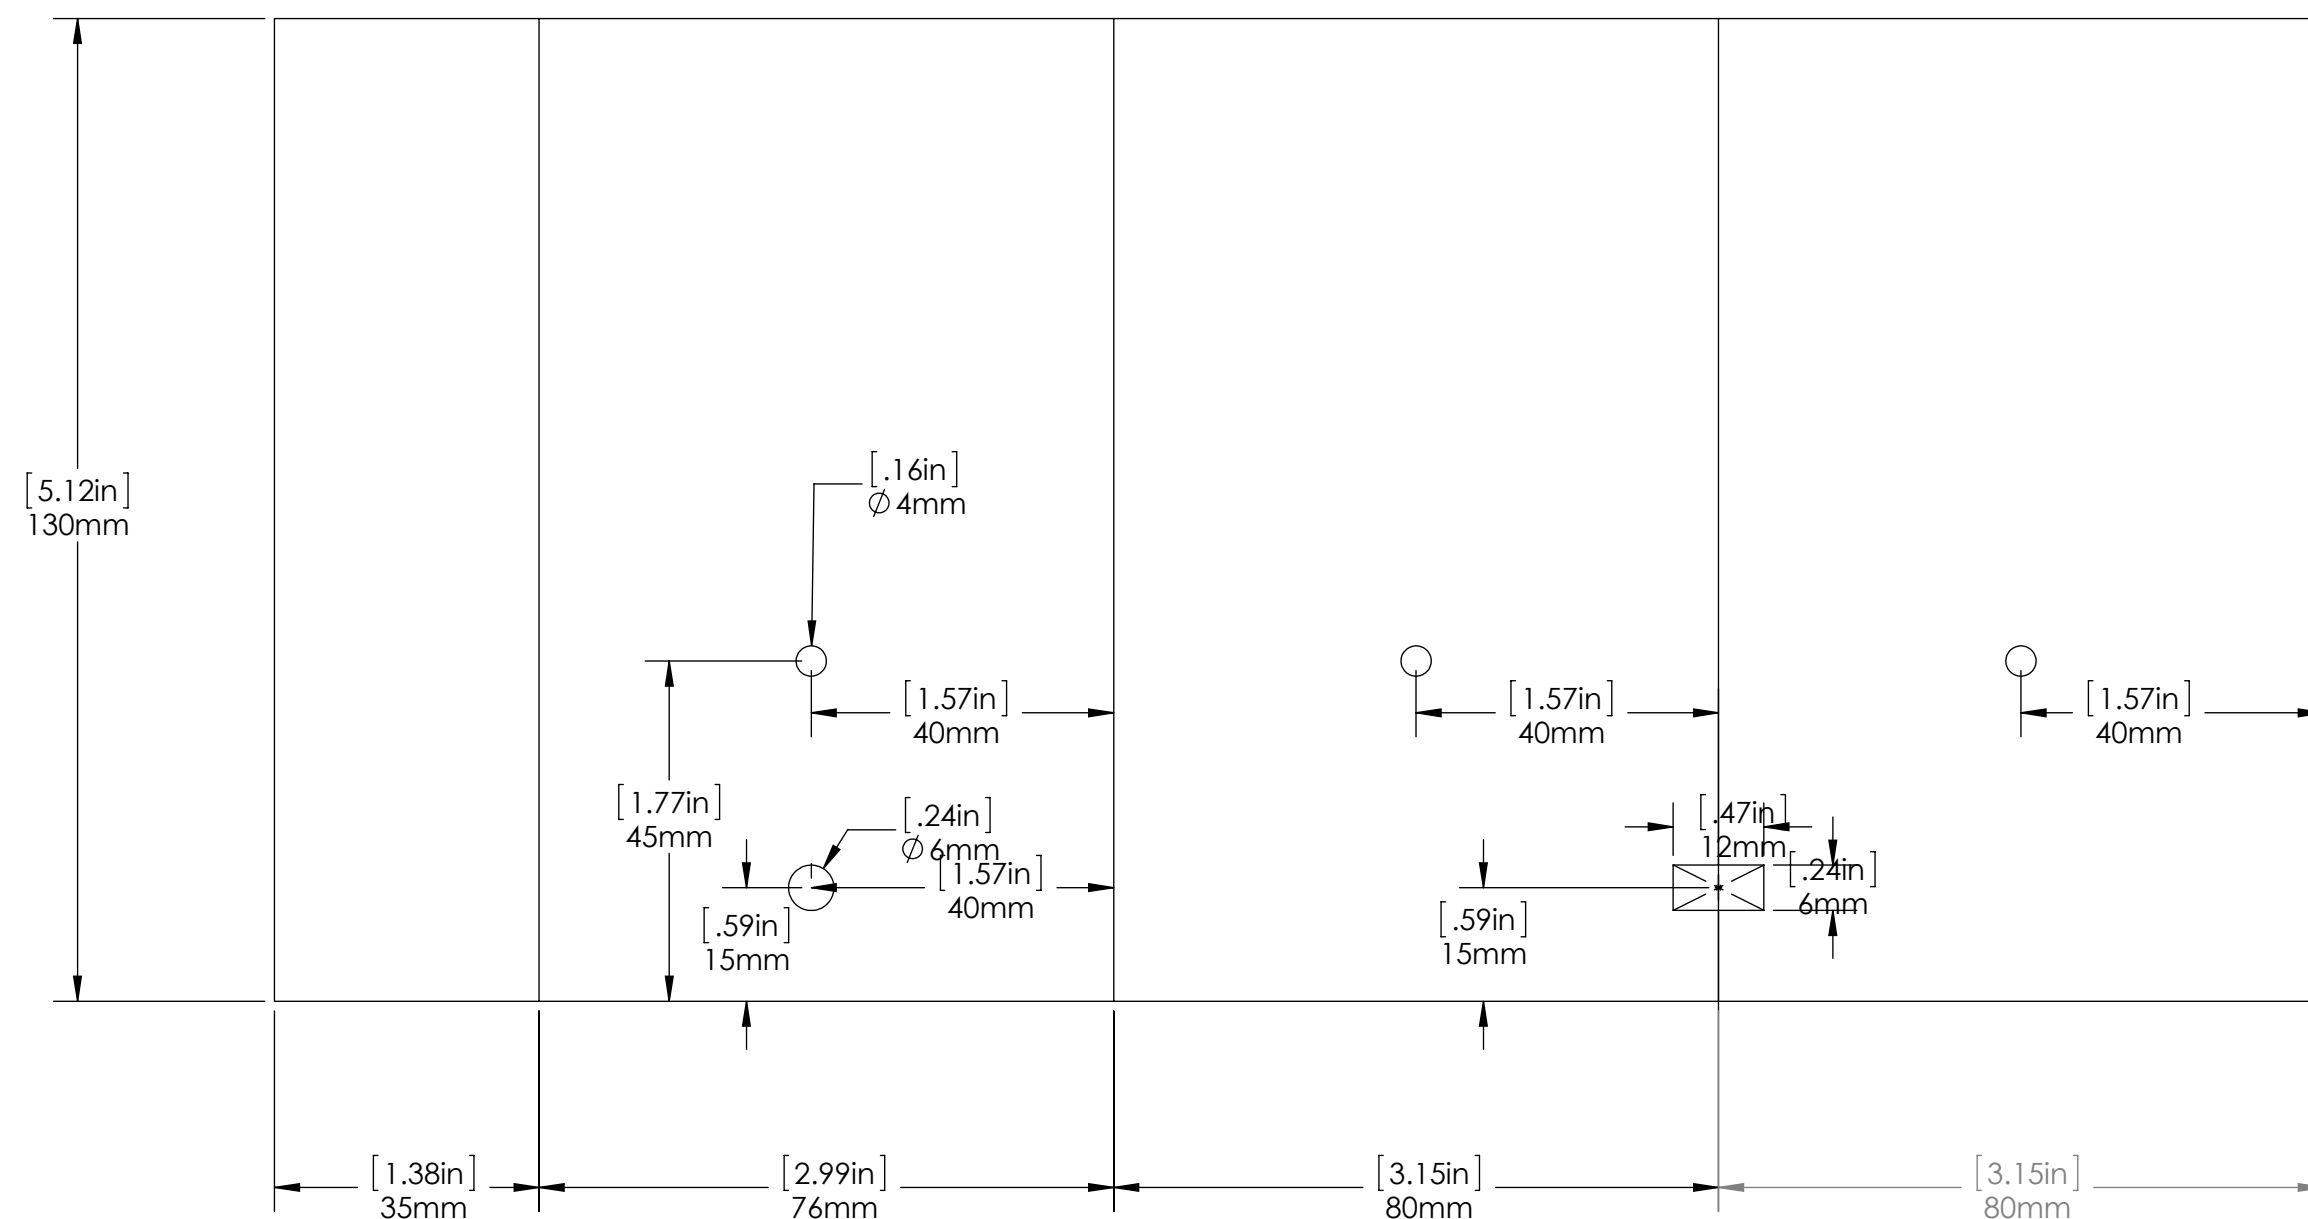 [.16in]
⌀ 4mm
[5.12in]
130mm
[1.57in]
40mm
[1.57in]
40mm
[1.57in]
40mm
[1.77in]
45mm
[.24in]
⌀ 6mm
[.47in]
12mm
[1.57in]
40mm
[.24in]
6mm
[.59in]
15mm
[.59in]
15mm
[1.38in]
35mm
[2.99in]
76mm
[3.15in]
80mm
[3.15in]
80mm